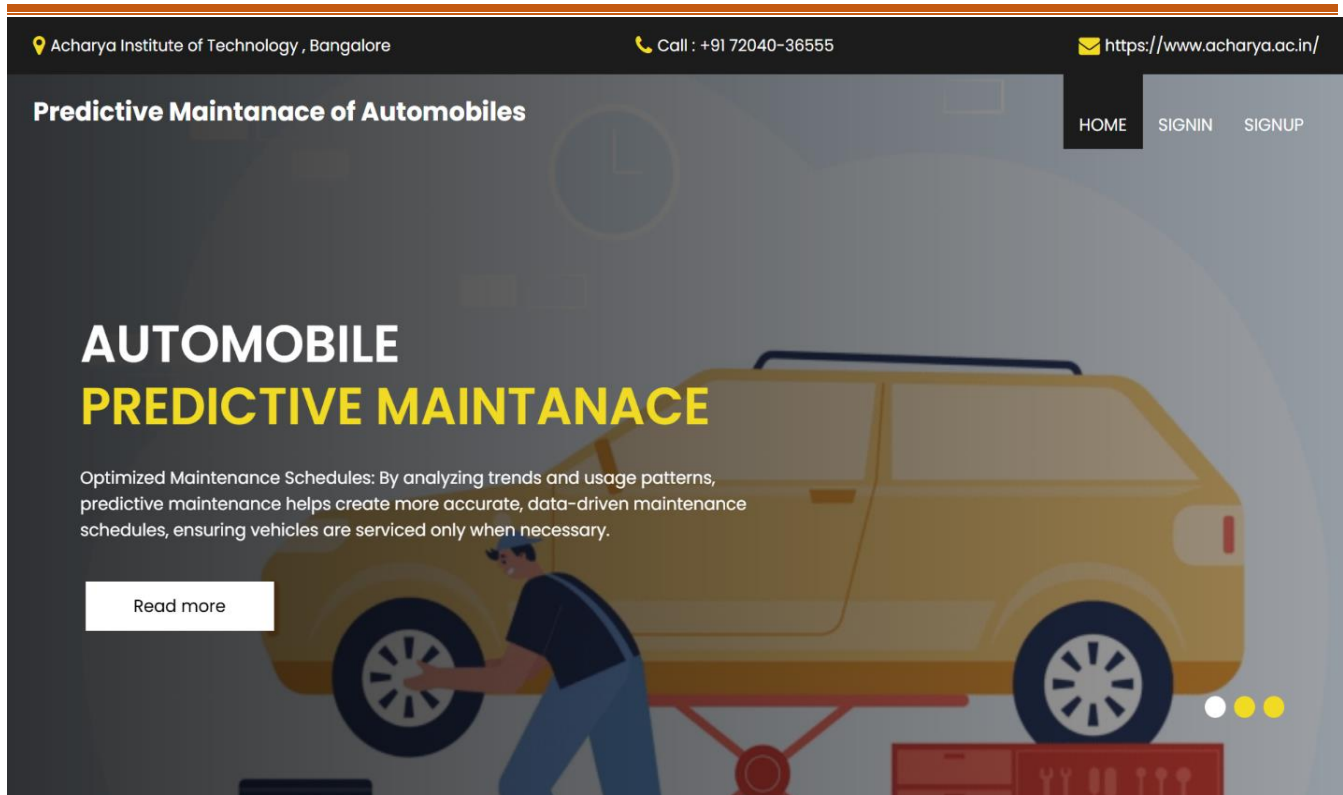 Acharya Institute of Technology , Bangalore
Call : +91 72040-36555
https://www.acharya.ac.in/
Predictive Maintanace of Automobiles
HOME SIGNIN SIGNUP
AUTOMOBILE
PREDICTIVE MAINTANACE
Optimized Maintenance Schedules: By analyzing trends and usage patterns,
predictive maintenance helps create more accurate, data-driven maintenance
schedules, ensuring vehicles are serviced only when necessary.
Read more